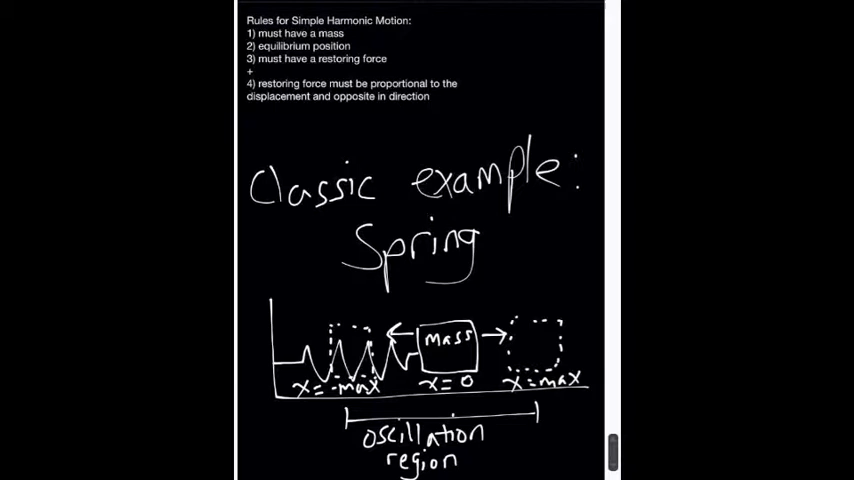 Rules for Simple Harmonic Motion:
1) must have a mass
2) equilibrium position
3) must have a restoring force
+
4) restoring force must be proportional to the
displacement and opposite in direction
Classic example:
Spring
mass
x=-max x=0 x=max
oscillation
region